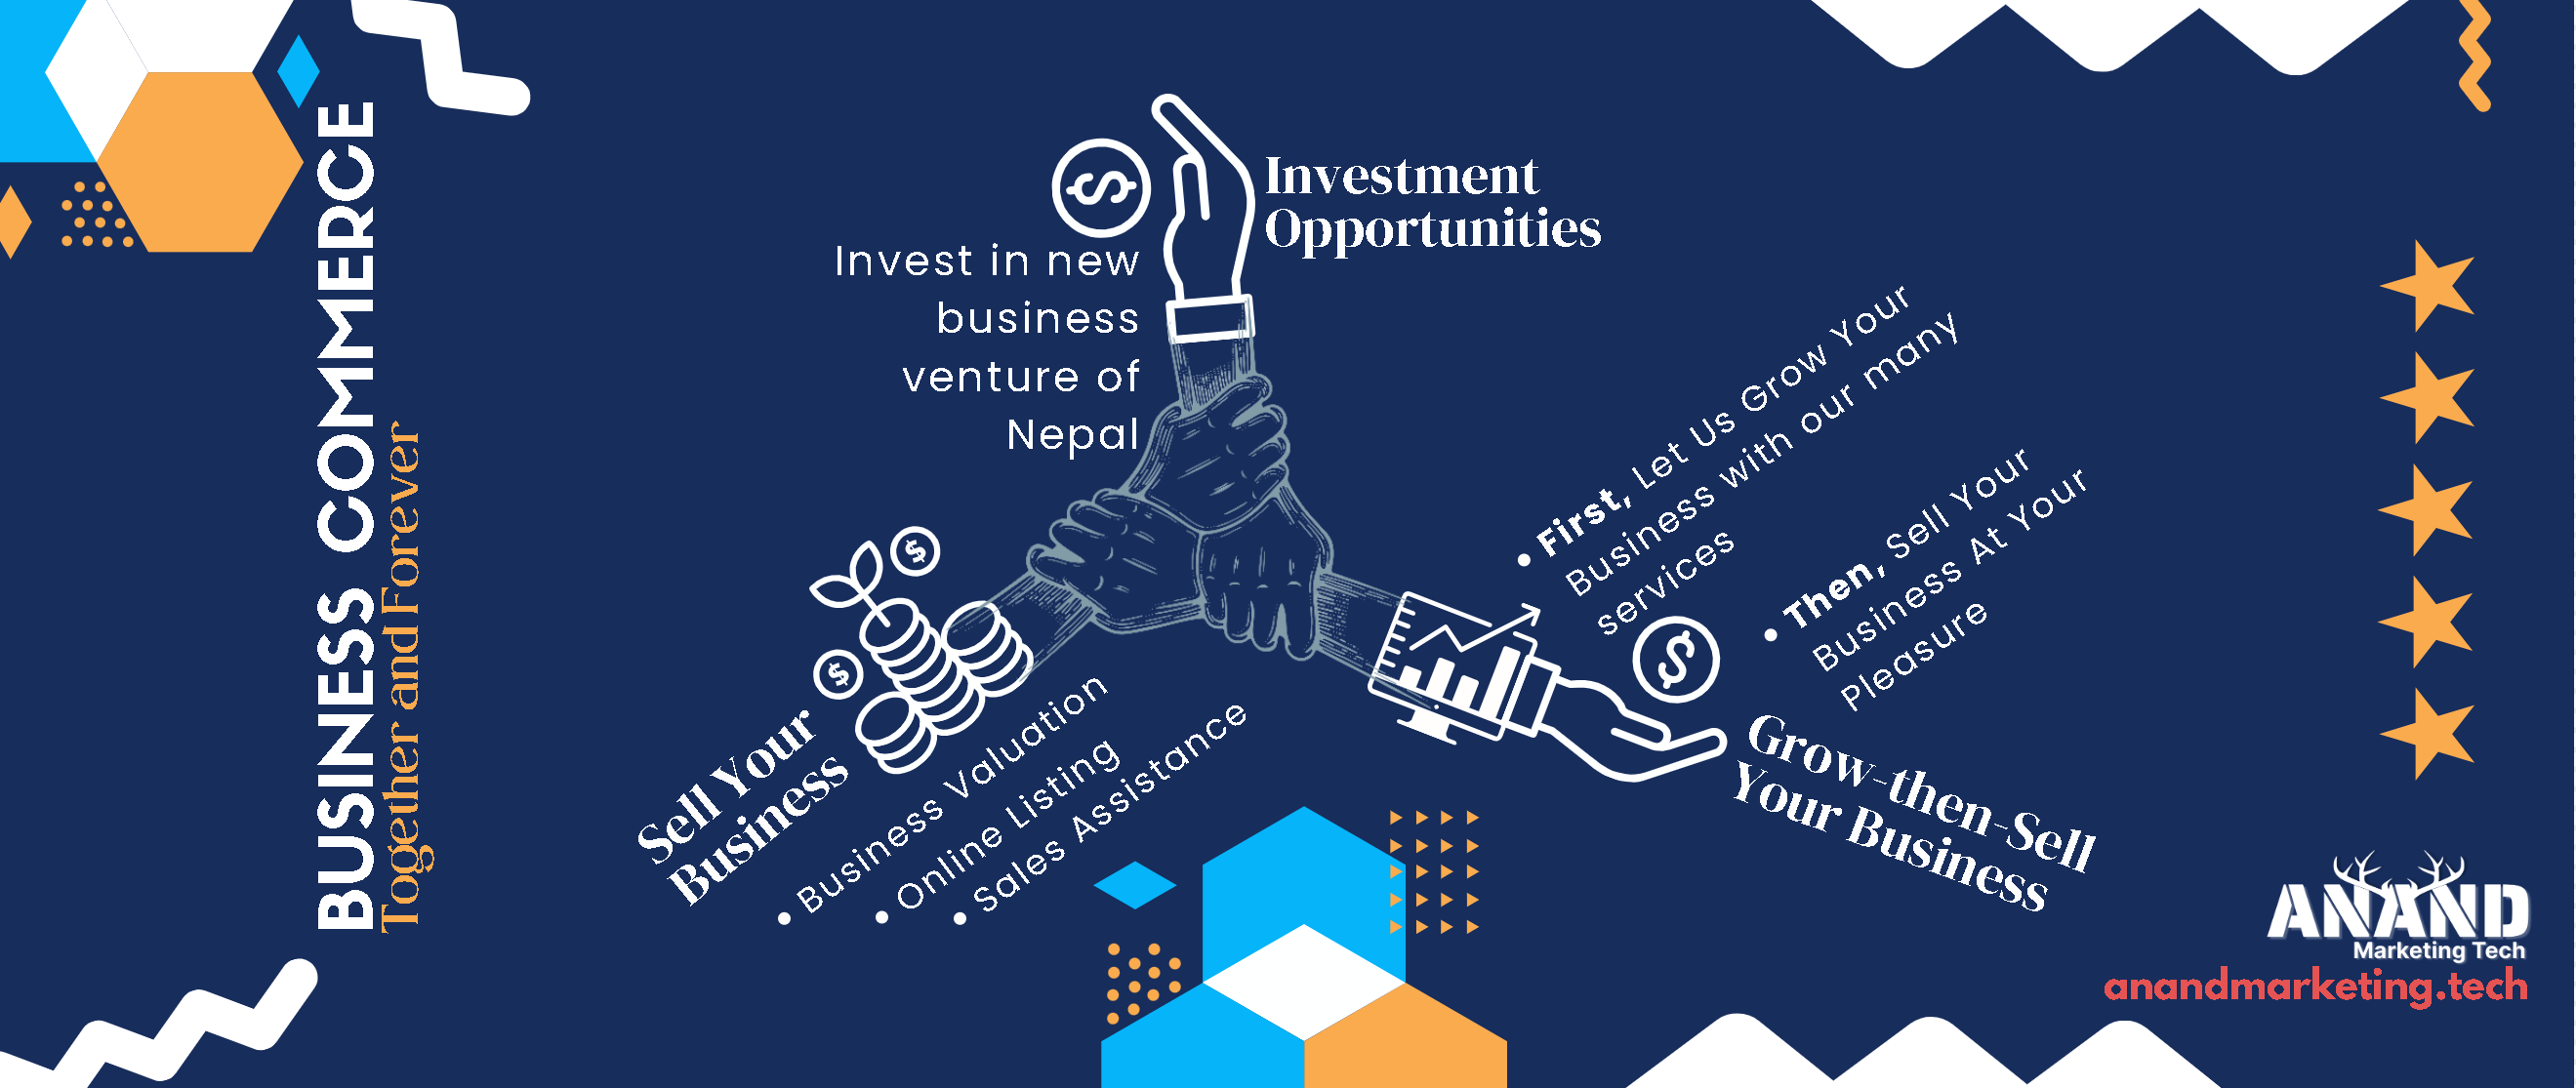 BUSINESS COMMERCE
Together and Forever
Investment
Opportunities
Invest in new
business
venture of
Nepal
• First, Let Us Grow Your
Business with our many
services
• Then, Sell Your
Business At Your
Pleasure
Grow-then-Sell
Your Business
Sell Your
Business
• Business Valuation
• Online Listing
• Sales Assistance
ANAND
Marketing Tech
anandmarketing.tech